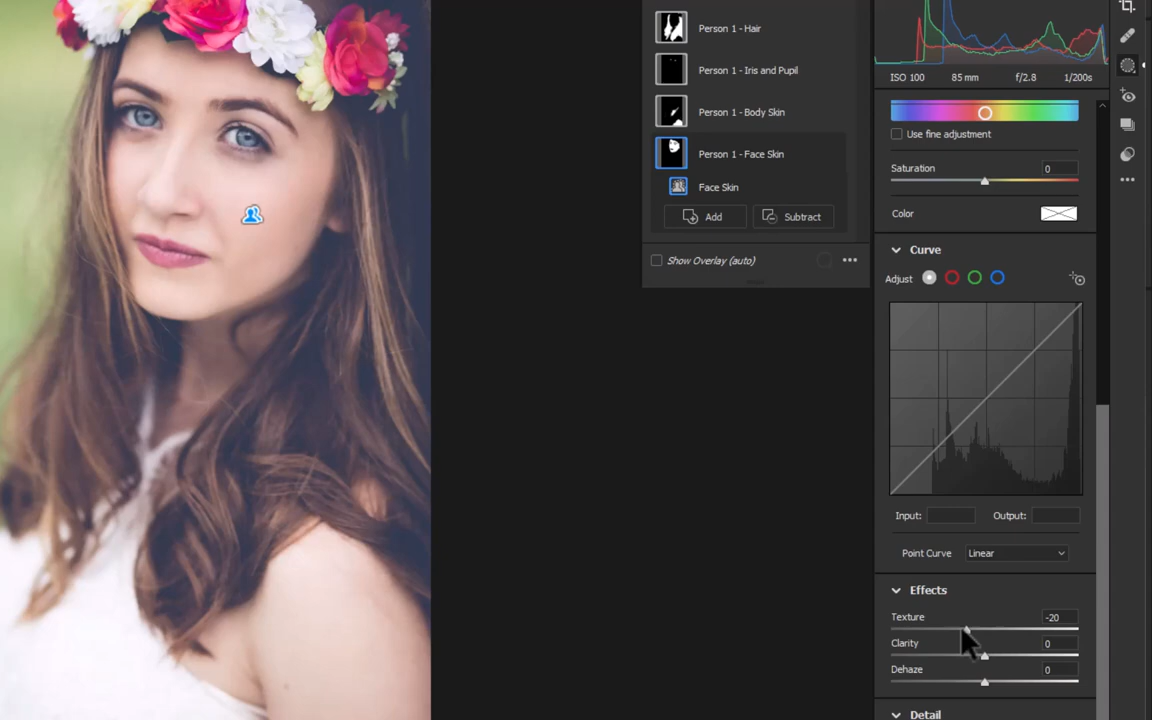 Person 1 - Hair
Person 1 - Iris and Pupil
Person 1 - Body Skin
Person 1 - Face Skin
Face Skin
Add Subtract
Show Overlay (auto)
ISO 100 85 mm f/2.8 1/200s
Use fine adjustment
Saturation 0
Color
Curve
Adjust
Input: Output:
Point Curve Linear
Effects
Texture -20
Clarity 0
Dehaze 0
Detail